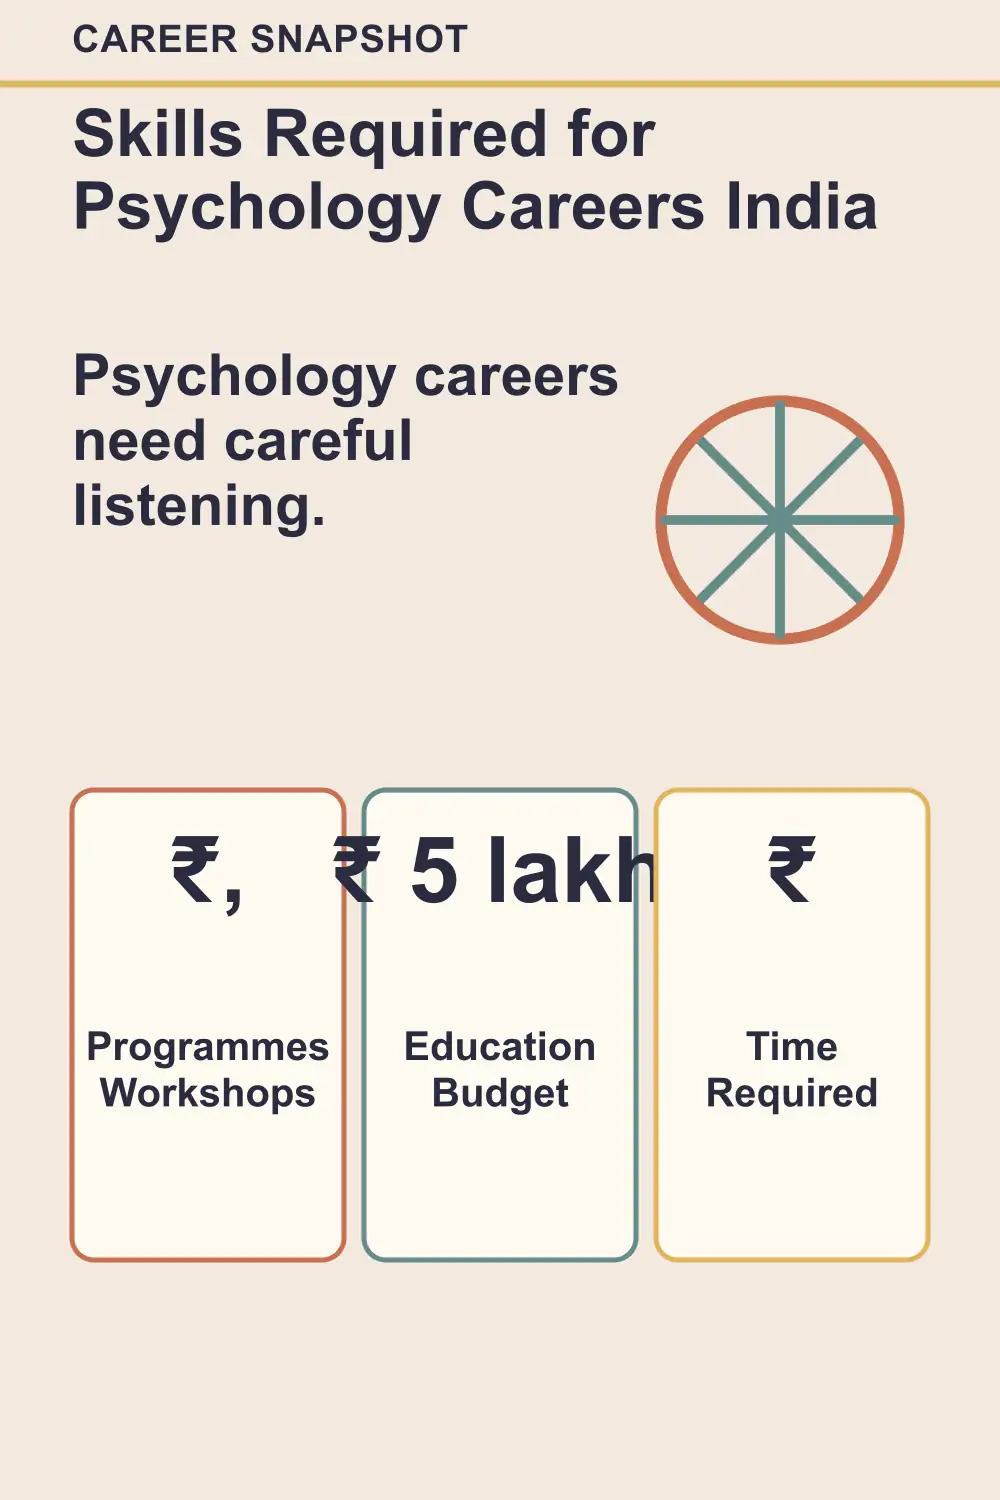 CAREER SNAPSHOT
Skills Required for
Psychology Careers India
Psychology careers
need careful
listening.
₹,
₹ 5 lakh
₹
Programmes
Workshops
Education
Budget
Time
Required